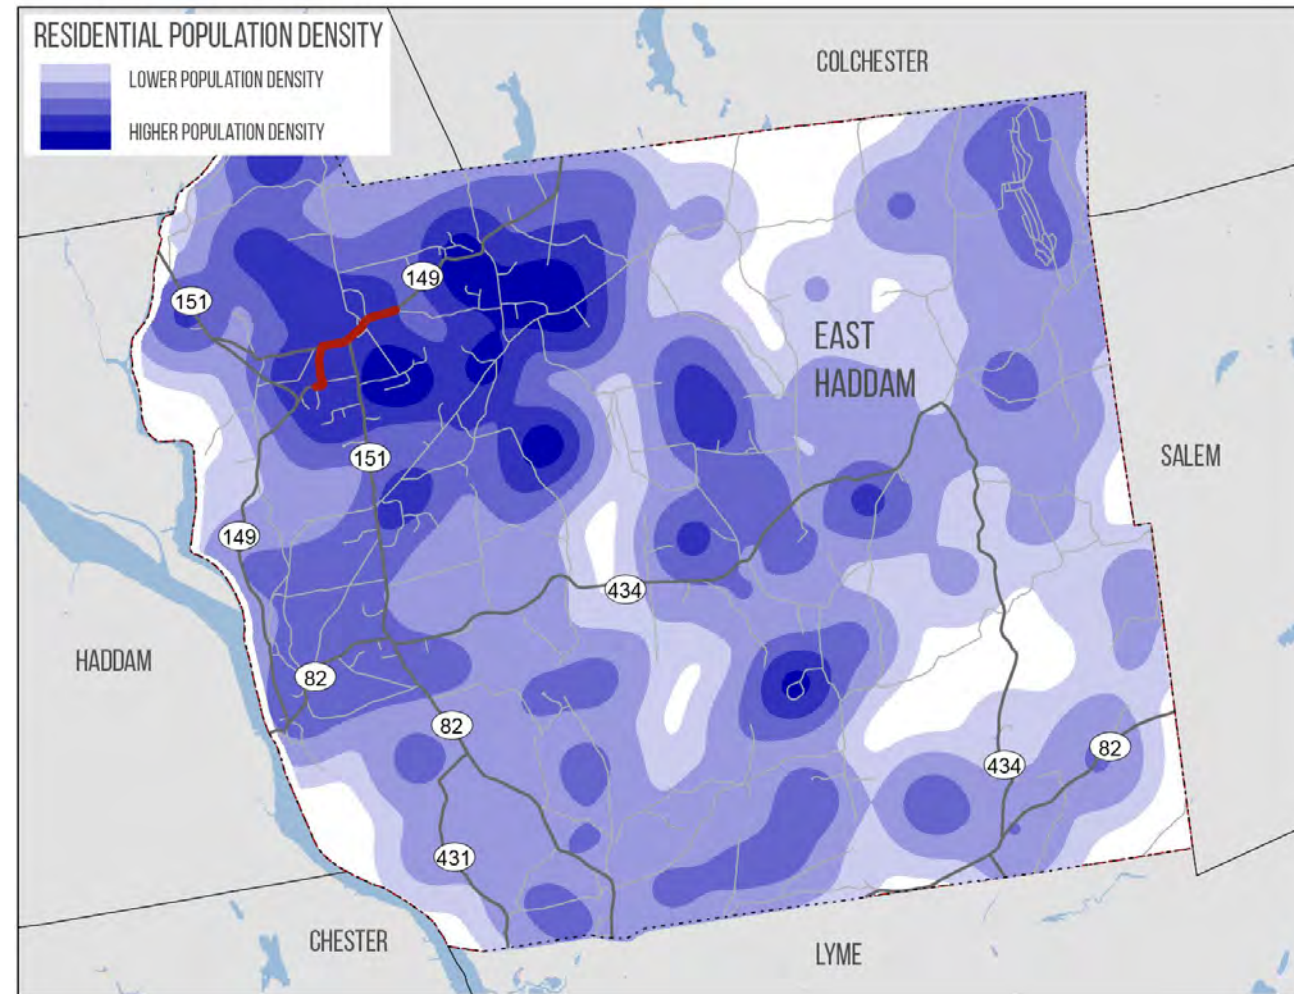 RESIDENTIAL POPULATION DENSITY
LOWER POPULATION DENSITY
HIGHER POPULATION DENSITY
COLCHESTER
149
151
EAST
HADDAM
151
SALEM
149
434
HADDAM
82
82
82
434
431
CHESTER
LYME